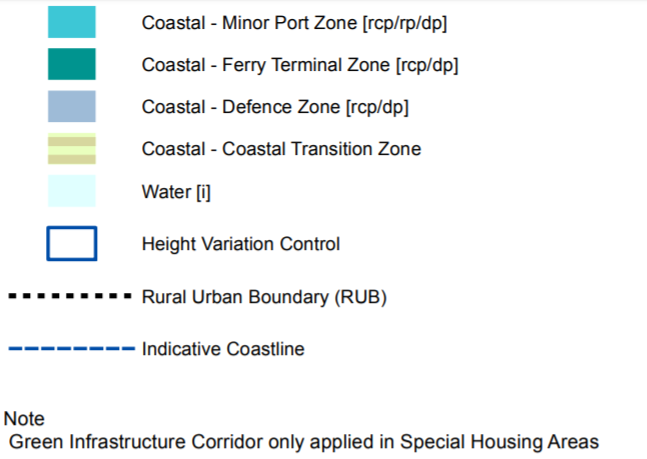 Coastal - Minor Port Zone [rcp/rp/dp]
Coastal - Ferry Terminal Zone [rcp/dp]
Coastal - Defence Zone [rcp/dp]
Coastal - Coastal Transition Zone
Water [i]
Height Variation Control
Rural Urban Boundary (RUB)
Indicative Coastline
Note
Green Infrastructure Corridor only applied in Special Housing Areas